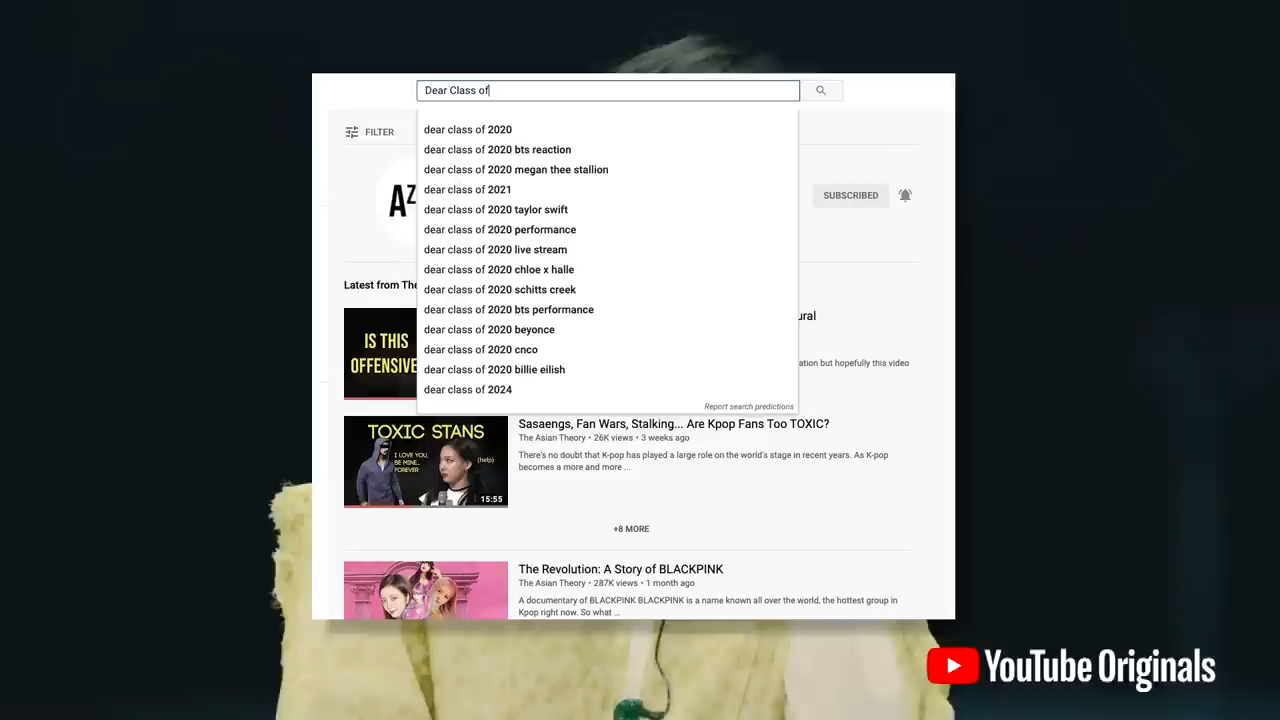 Dear Class of
dear class of 2020
FILTER
dear class of 2020 bts reaction
dear class of 2020 megan thee stallion
dear class of 2021
SUBSCRIBED
AZ
dear class of 2020 taylor swift
dear class of 2020 performance
dear class of 2020 live stream
dear class of 2020 chloe x halle
Latest from The
dear class of 2020 schitts creek
dear class of 2020 bts performance
ural
dear class of 2020 beyonce
IS THIS
dear class of 2020 cnco
OFFENSIVE
dear class of 2020 billie eilish
ation but hopefully this video
dear class of 2024
Report search predictions
TOXIC STANS
I LOVE YOU,
BE MINE..
FOREVER
(help)
15:55
Sasaengs, Fan Wars, Stalking... Are Kpop Fans Too TOXIC?
The Asian Theory • 26K views • 3 weeks ago
There's no doubt that K-pop has played a large role on the world's stage in recent years. As K-pop
becomes a more and more ...
+8 MORE
The Revolution: A Story of BLACKPINK
The Asian Theory • 287K views • 1 month ago
A documentary of BLACKPINK BLACKPINK is a name known all over the world, the hottest group in
Kpop right now. So what ...
YouTube Originals